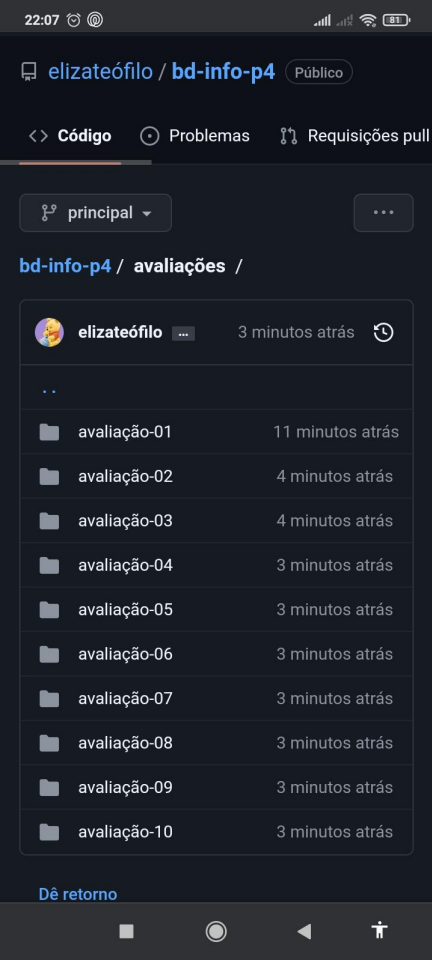 22:07 81
elizateófilo / bd-info-p4 Público
Código Problemas Requisições pull
principal ...
bd-info-p4 / avaliações /
elizateófilo ... 3 minutos atrás
..
avaliação-01 11 minutos atrás
avaliação-02 4 minutos atrás
avaliação-03 4 minutos atrás
avaliação-04 3 minutos atrás
avaliação-05 3 minutos atrás
avaliação-06 3 minutos atrás
avaliação-07 3 minutos atrás
avaliação-08 3 minutos atrás
avaliação-09 3 minutos atrás
avaliação-10 3 minutos atrás
Dê retorno